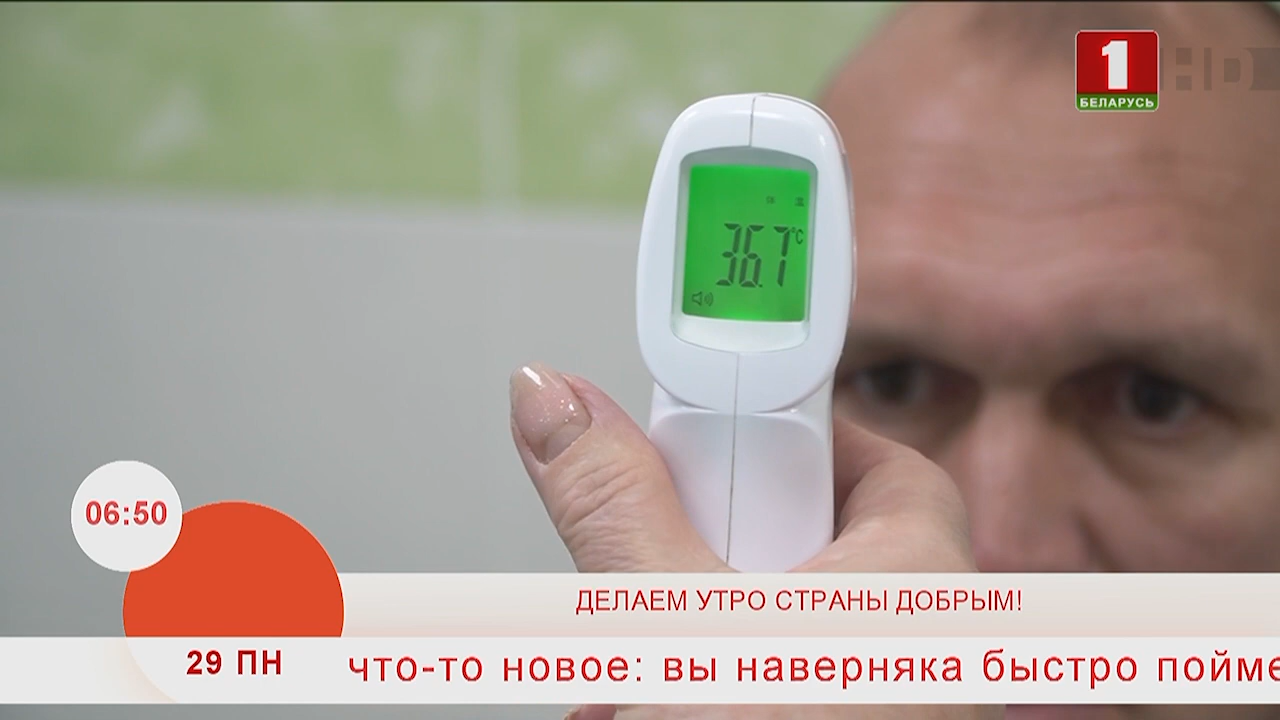 1 HD
БЕЛАРУСЬ
36.7 °C
06:50
ДЕЛАЕМ УТРО СТРАНЫ ДОБРЫМ!
29 ПН
что-то новое: вы наверняка быстро пойме